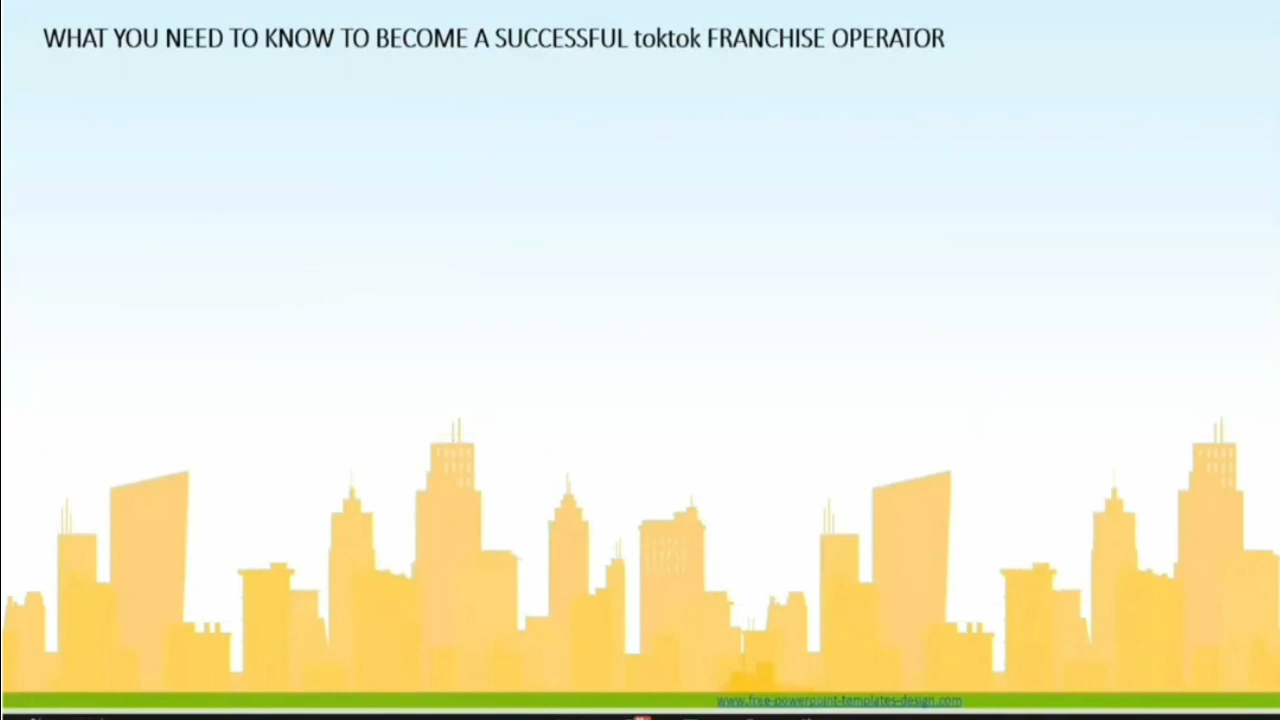 WHAT YOU NEED TO KNOW TO BECOME A SUCCESSFUL toktok FRANCHISE OPERATOR
www.free-powerpoint-templates-design.com